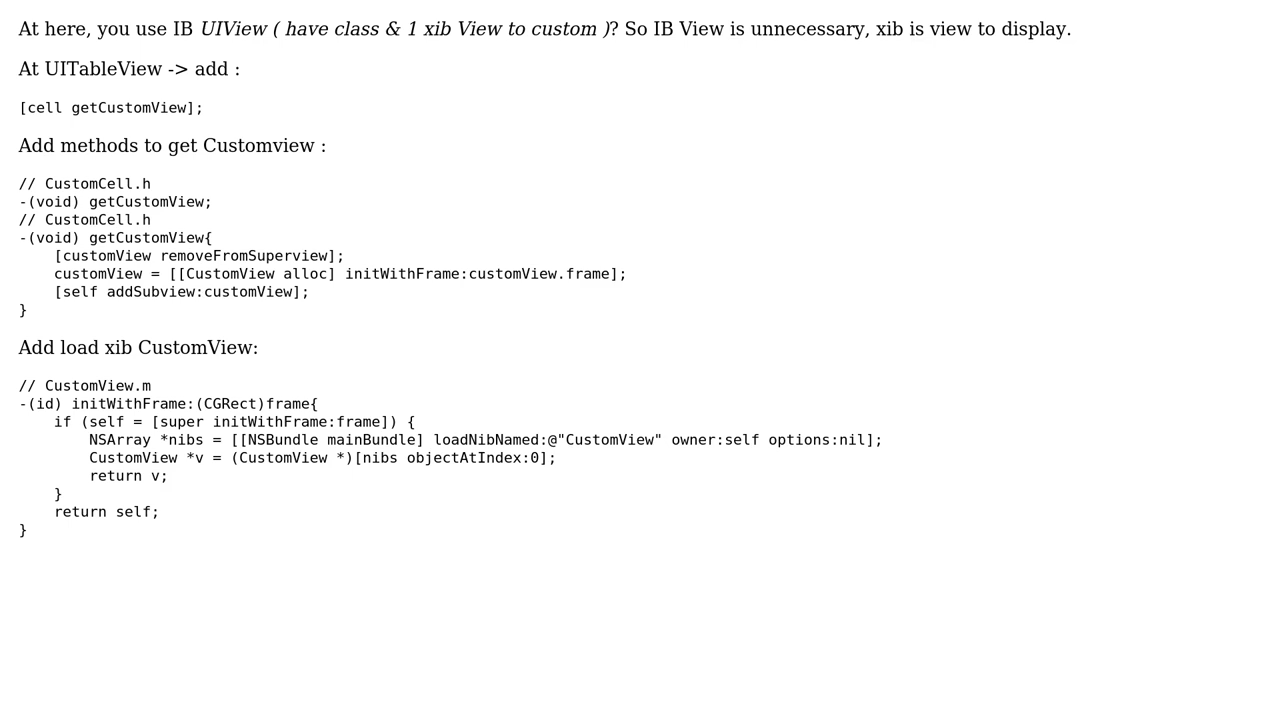 At here, you use IB UIView ( have class & 1 xib View to custom )? So IB View is unnecessary, xib is view to display.
At UITableView -> add :
[cell getCustomView];
Add methods to get Customview :
// CustomCell.h
-(void) getCustomView;
// CustomCell.h
-(void) getCustomView{
    [customView removeFromSuperview];
    customView = [[CustomView alloc] initWithFrame:customView.frame];
    [self addSubview:customView];
}
Add load xib CustomView:
// CustomView.m
-(id) initWithFrame:(CGRect)frame{
    if (self = [super initWithFrame:frame]) {
        NSArray *nibs = [[NSBundle mainBundle] loadNibNamed:@"CustomView" owner:self options:nil];
        CustomView *v = (CustomView *)[nibs objectAtIndex:0];
        return v;
    }
    return self;
}